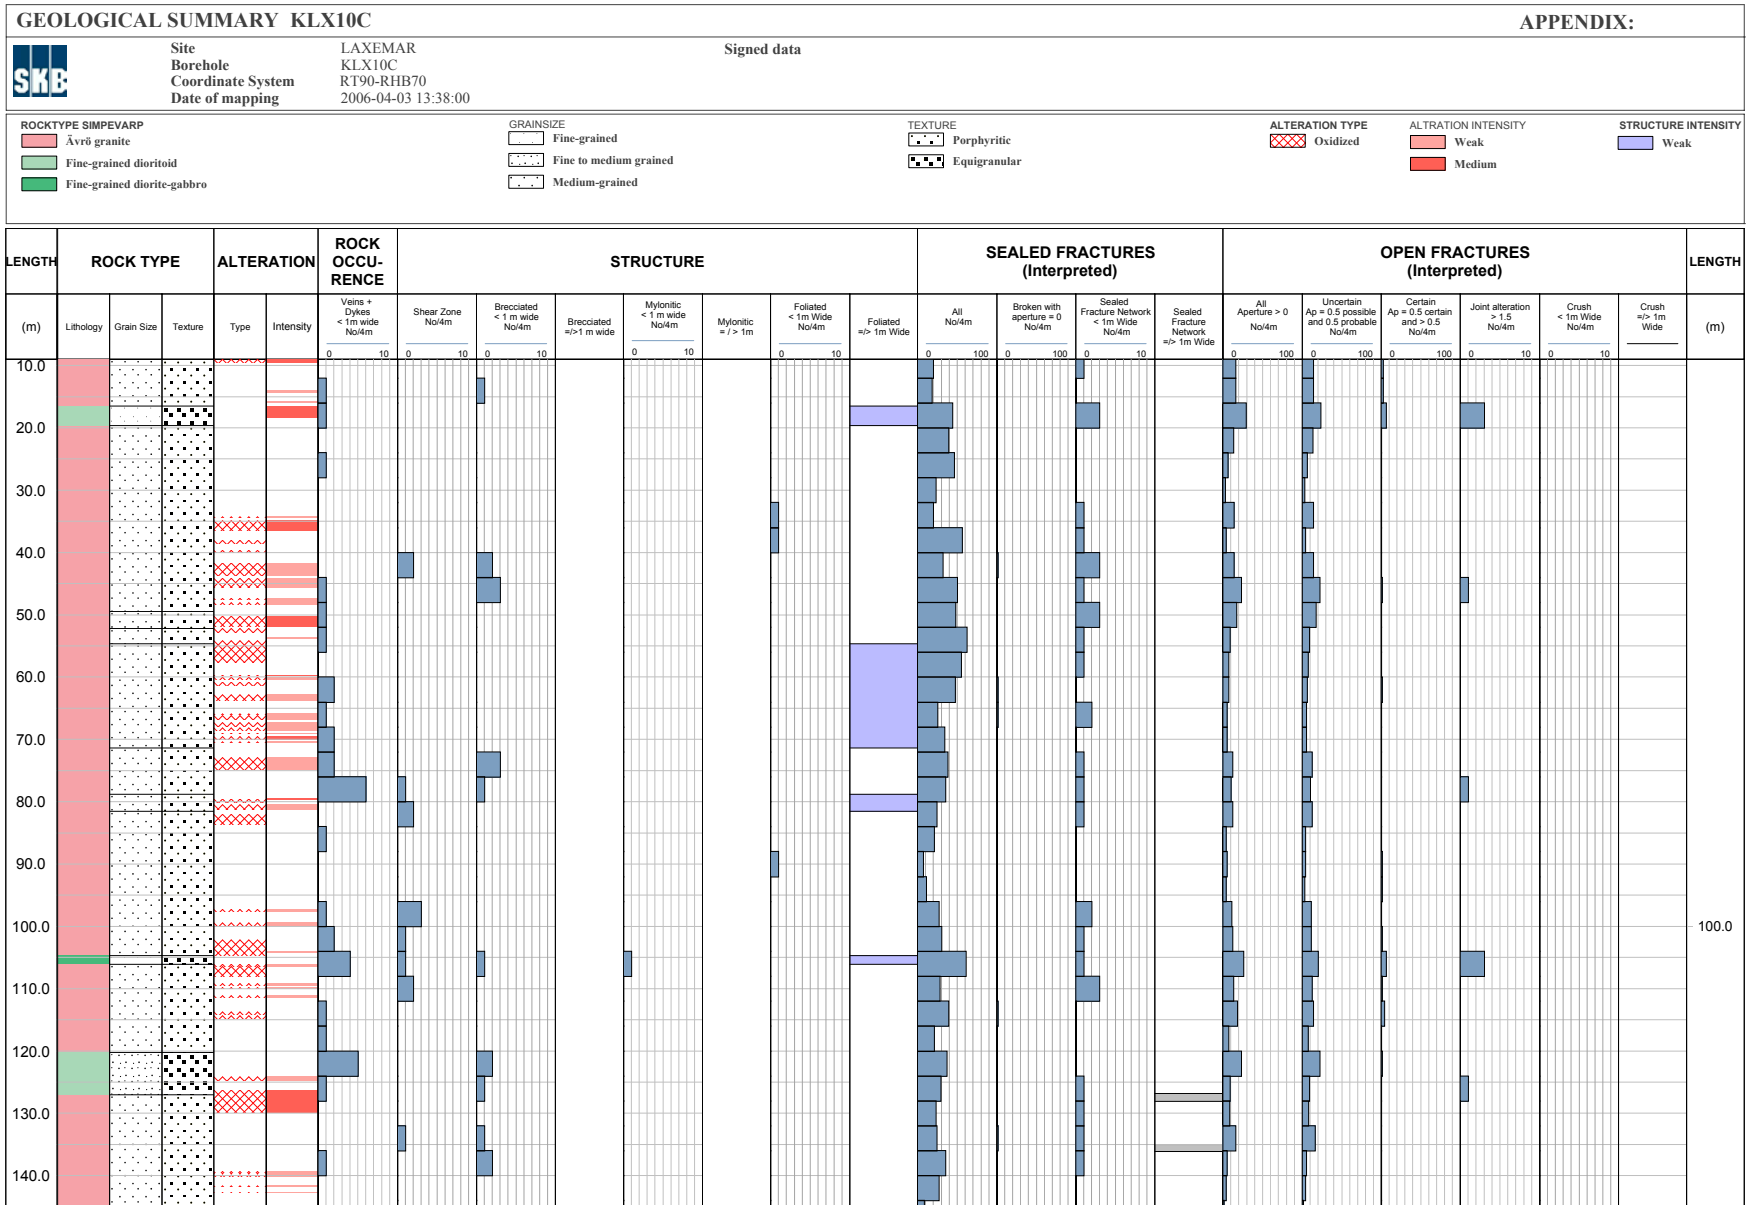 GEOLOGICAL SUMMARY KLX10C
APPENDIX:
SKB
Site LAXEMAR
Borehole KLX10C
Coordinate System RT90-RHB70
Date of mapping 2006-04-03 13:38:00
Signed data
ROCKTYPE SIMPEVARP
Ävrö granite
Fine-grained dioritoid
Fine-grained diorite-gabbro
GRAINSIZE
Fine-grained
Fine to medium grained
Medium-grained
TEXTURE
Porphyritic
Equigranular
ALTERATION TYPE
Oxidized
ALTRATION INTENSITY
Weak
Medium
STRUCTURE INTENSITY
Weak
LENGTH
ROCK TYPE
ALTERATION
ROCK
OCCU-
RENCE
STRUCTURE
SEALED FRACTURES
(Interpreted)
OPEN FRACTURES
(Interpreted)
LENGTH
(m)
Lithology
Grain Size
Texture
Type
Intensity
Veins +
Dykes
< 1m wide
No/4m
0 10
Shear Zone
No/4m
0 10
Brecciated
< 1 m wide
No/4m
0 10
Brecciated
=/>1 m wide
Mylonitic
< 1 m wide
No/4m
0 10
Mylonitic
= / > 1m
Foliated
< 1m Wide
No/4m
0 10
Foliated
=/> 1m Wide
All
No/4m
0 100
Broken with
aperture = 0
No/4m
0 100
Sealed
Fracture Network
< 1m Wide
No/4m
0 10
Sealed
Fracture
Network
=/> 1m Wide
All
Aperture > 0
No/4m
0 100
Uncertain
Ap = 0.5 possible
and 0.5 probable
No/4m
0 100
Certain
Ap = 0.5 certain
and > 0.5
No/4m
0 100
Joint alteration
> 1.5
No/4m
0 10
Crush
< 1m Wide
No/4m
0 10
Crush
=/> 1m
Wide
(m)
10.0
20.0
30.0
40.0
50.0
60.0
70.0
80.0
90.0
100.0 100.0
110.0
120.0
130.0
140.0